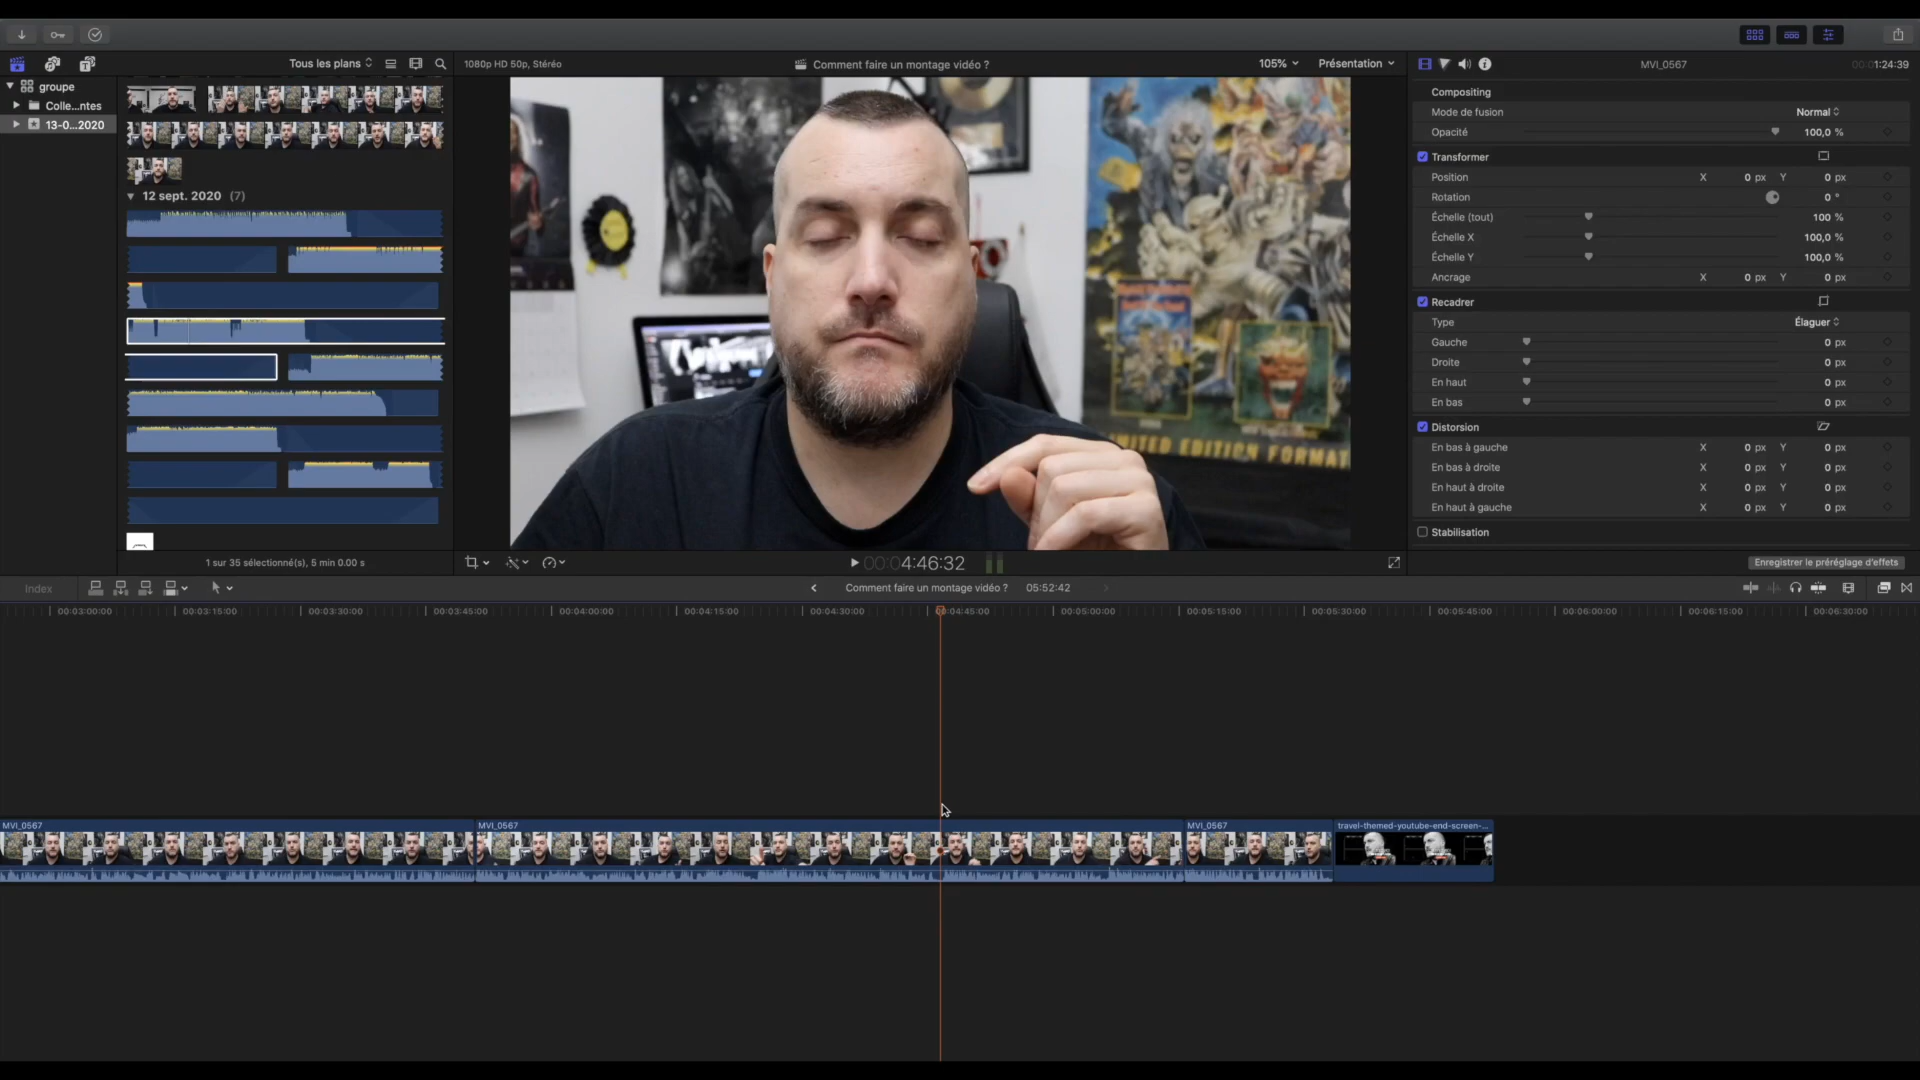 Tous les plans
1080p HD 50p, Stéréo
Comment faire un montage vidéo ?
105%
Présentation
MVI_0567
1:24:39
groupe
Colle...ntes
13-0...2020
12 sept. 2020 (7)
LIMITED EDITION FORMAT
Compositing
Mode de fusion Normal
Opacité 100,0 %
Transformer
Position X 0 px Y 0 px
Rotation 0 °
Échelle (tout) 100 %
Échelle X 100,0 %
Échelle Y 100,0 %
Ancrage X 0 px Y 0 px
Recadrer
Type Élaguer
Gauche 0 px
Droite 0 px
En haut 0 px
En bas 0 px
Distorsion
En bas à gauche X 0 px Y 0 px
En bas à droite X 0 px Y 0 px
En haut à droite X 0 px Y 0 px
En haut à gauche X 0 px Y 0 px
Stabilisation
1 sur 35 sélectionné(s), 5 min 0.00 s
00:04:46:32
Enregistrer le préréglage d'effets
Index
Comment faire un montage vidéo ? 05:52:42
00:03:00:00 00:03:15:00 00:03:30:00 00:03:45:00 00:04:00:00 00:04:15:00 00:04:30:00 00:04:45:00 00:05:00:00 00:05:15:00 00:05:30:00 00:05:45:00 00:06:00:00 00:06:15:00 00:06:30:00
MVI_0567 MVI_0567 MVI_0567 travel-themed-youtube-end-screen-...